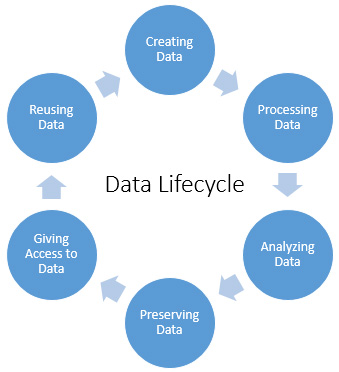 Creating
Data
Processing
Data
Analyzing
Data
Preserving
Data
Giving
Access to
Data
Reusing
Data
Data Lifecycle